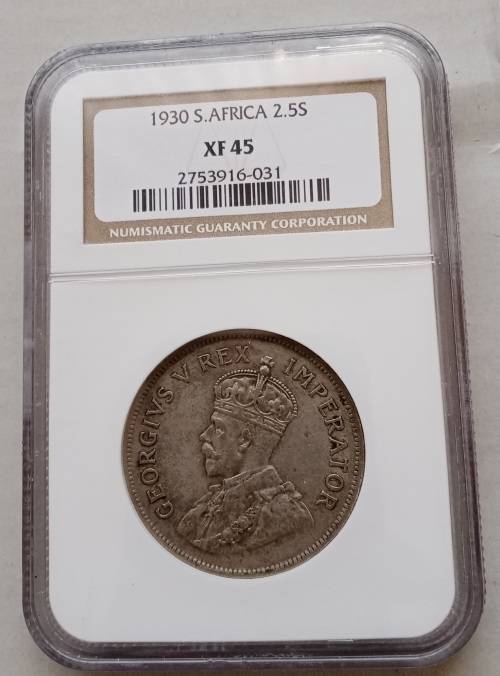 1930 S.AFRICA 2.5S
XF 45
2753916-031
NUMISMATIC GUARANTY CORPORATION
GEORGIVS V REX IMPERATOR